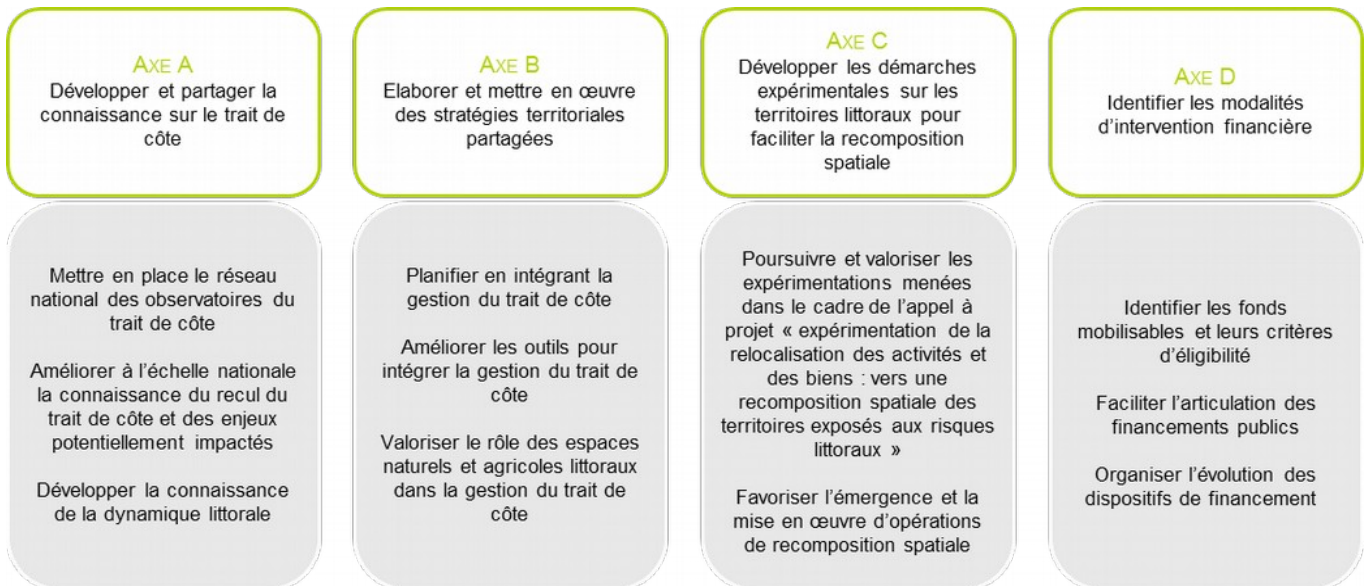 AXE A
Développer et partager la
connaissance sur le trait de
côte
Mettre en place le réseau
national des observatoires du
trait de côte
Améliorer à l'échelle nationale
la connaissance du recul du
trait de côte et des enjeux
potentiellement impactés
Développer la connaissance
de la dynamique littorale
AXE B
Elaborer et mettre en œuvre
des stratégies territoriales
partagées
Planifier en intégrant la
gestion du trait de côte
Améliorer les outils pour
intégrer la gestion du trait de
côte
Valoriser le rôle des espaces
naturels et agricoles littoraux
dans la gestion du trait de
côte
AXE C
Développer les démarches
expérimentales sur les
territoires littoraux pour
faciliter la recomposition
spatiale
Poursuivre et valoriser les
expérimentations menées
dans le cadre de l'appel à
projet « expérimentation de la
relocalisation des activités et
des biens : vers une
recomposition spatiale des
territoires exposés aux risques
littoraux »
Favoriser l'émergence et la
mise en œuvre d'opérations
de recomposition spatiale
AXE D
Identifier les modalités
d'intervention financière
Identifier les fonds
mobilisables et leurs critères
d'éligibilité
Faciliter l'articulation des
financements publics
Organiser l'évolution des
dispositifs de financement